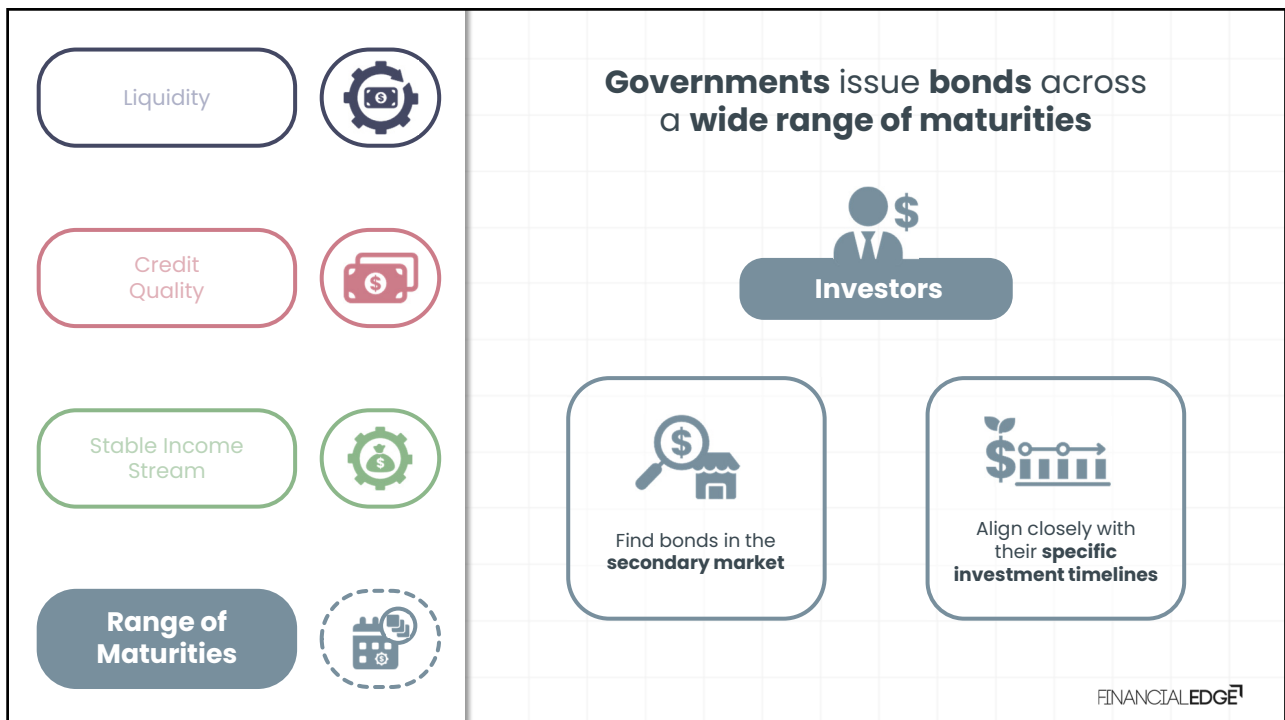 Liquidity
Credit
Quality
Stable Income
Stream
Range of
Maturities
Governments issue bonds across
a wide range of maturities
$
Investors
$
Find bonds in the
secondary market
$
Align closely with
their specific
investment timelines
FINANCIALEDGE